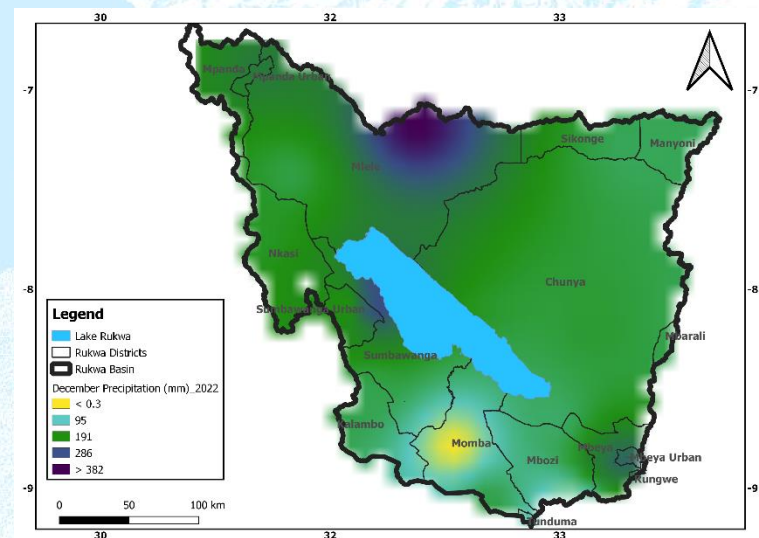 30 32 33
Mpanda
Mpanda Urban
-7 -7
Sikonge
Manyoni
Mlele
Nkasi
Chunya
-8 -8
Sumbawanga Urban
Mbarali
Sumbawanga
Kalambo
Momba
Mbeya
Mbozi
Mbeya Urban
Rungwe
-9 -9
Tunduma
Legend
Lake Rukwa
Rukwa Districts
Rukwa Basin
December Precipitation (mm)_2022
< 0.3
95
191
286
> 382
0 50 100 km
30 32 33